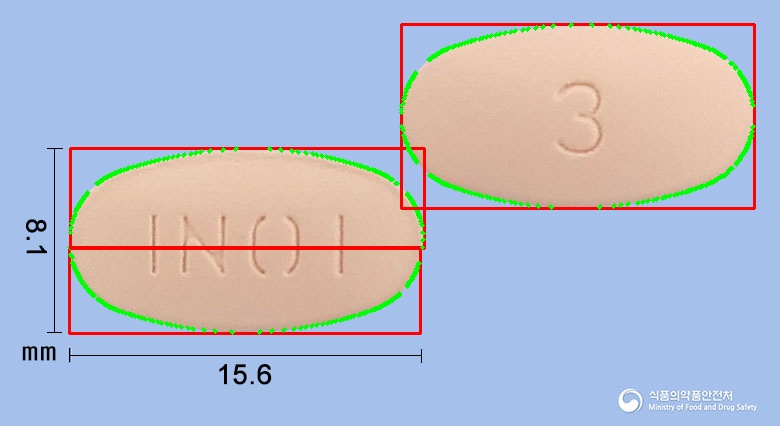 3
INOI
8.1
mm
15.6
식품의약품안전처
Ministry of Food and Drug Safety